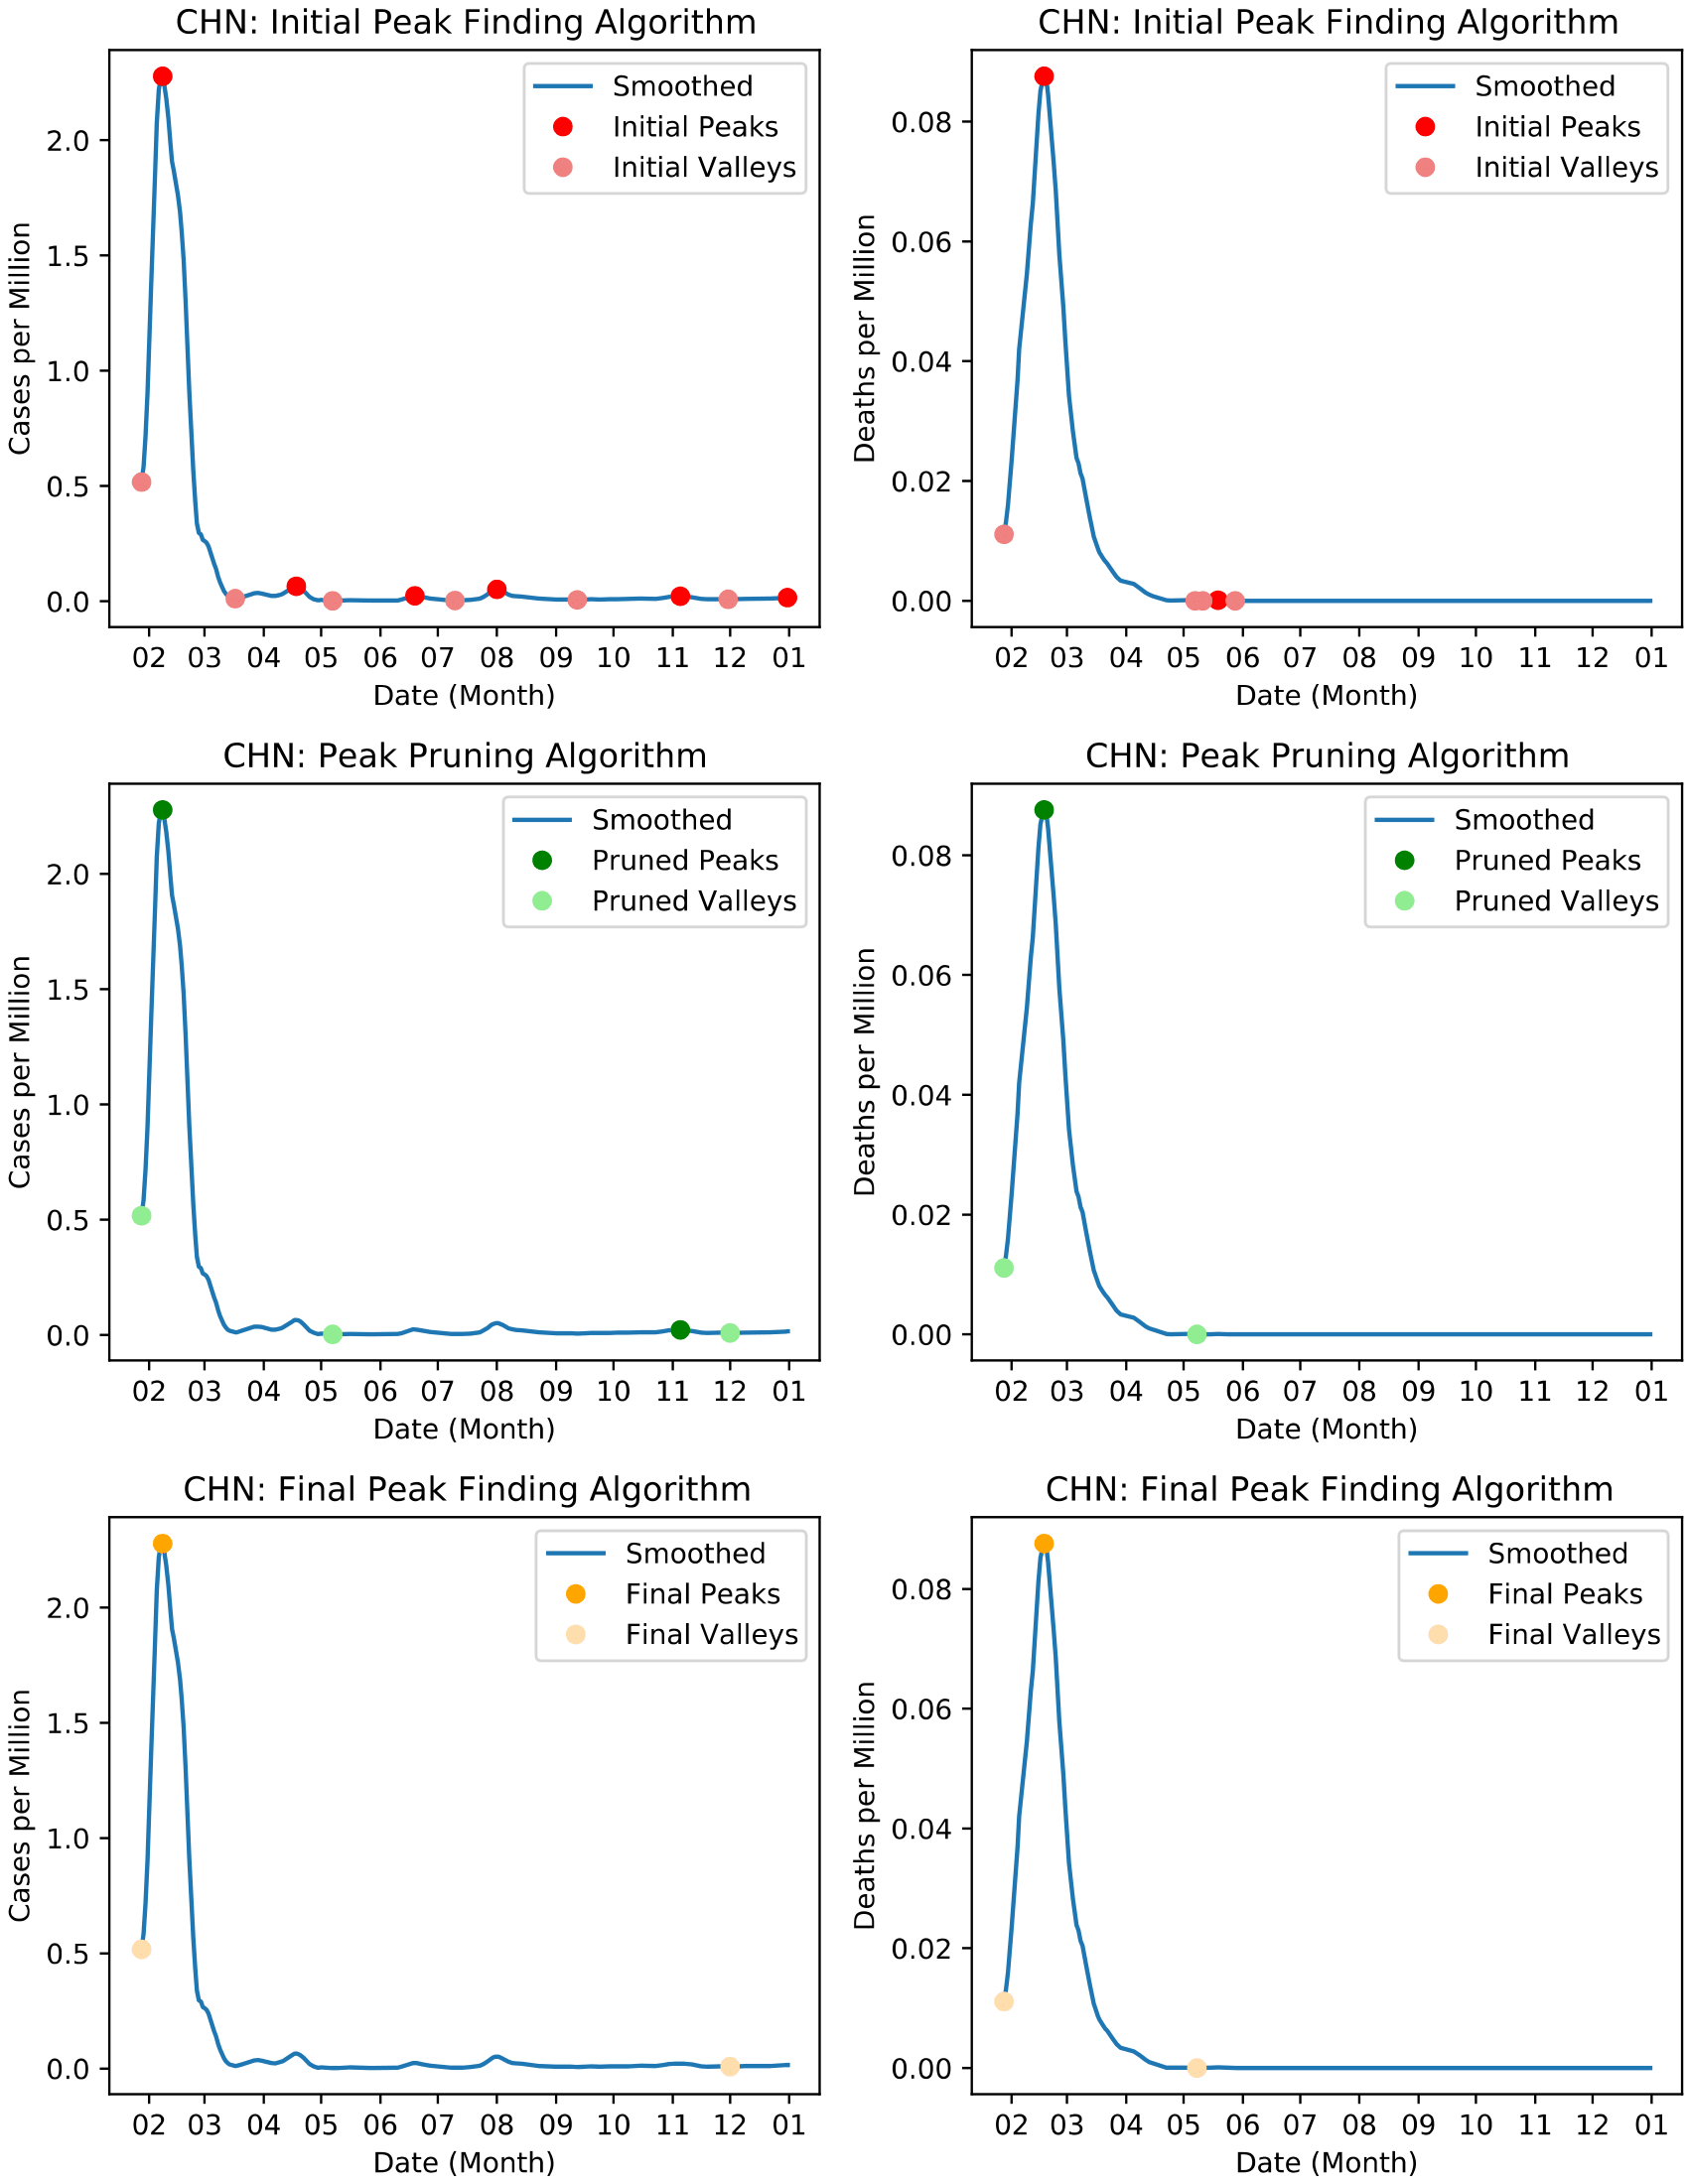 CHN: Initial Peak Finding Algorithm
Smoothed
Initial Peaks
Initial Valleys
Cases per Million
2.0
1.5
1.0
0.5
0.0
02 03 04 05 06 07 08 09 10 11 12 01
Date (Month)
CHN: Initial Peak Finding Algorithm
Smoothed
Initial Peaks
Initial Valleys
Deaths per Million
0.08
0.06
0.04
0.02
0.00
02 03 04 05 06 07 08 09 10 11 12 01
Date (Month)
CHN: Peak Pruning Algorithm
Smoothed
Pruned Peaks
Pruned Valleys
Cases per Million
2.0
1.5
1.0
0.5
0.0
02 03 04 05 06 07 08 09 10 11 12 01
Date (Month)
CHN: Peak Pruning Algorithm
Smoothed
Pruned Peaks
Pruned Valleys
Deaths per Million
0.08
0.06
0.04
0.02
0.00
02 03 04 05 06 07 08 09 10 11 12 01
Date (Month)
CHN: Final Peak Finding Algorithm
Smoothed
Final Peaks
Final Valleys
Cases per Million
2.0
1.5
1.0
0.5
0.0
02 03 04 05 06 07 08 09 10 11 12 01
Date (Month)
CHN: Final Peak Finding Algorithm
Smoothed
Final Peaks
Final Valleys
Deaths per Million
0.08
0.06
0.04
0.02
0.00
02 03 04 05 06 07 08 09 10 11 12 01
Date (Month)